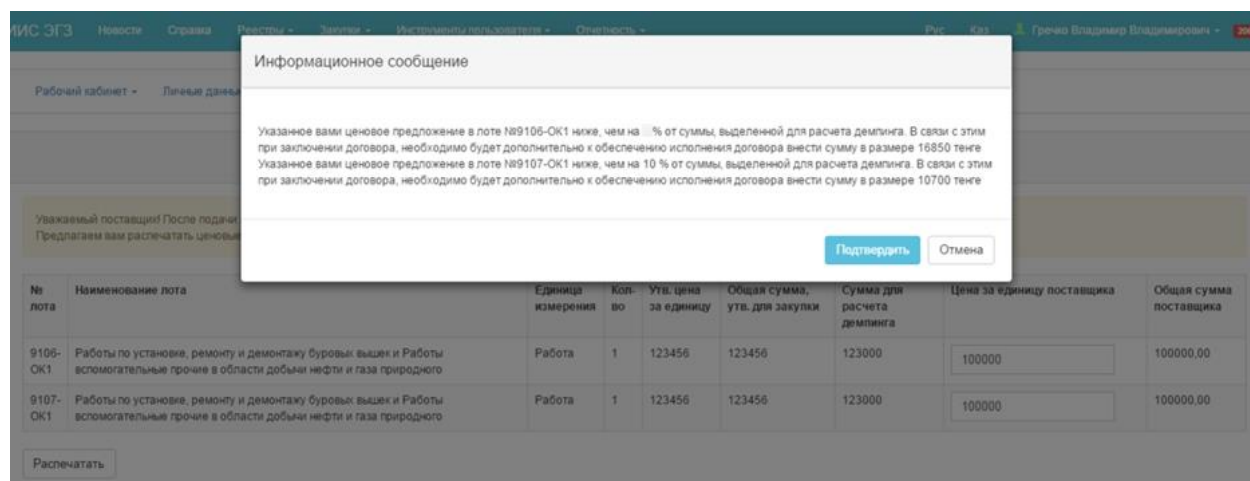 ИИС ЭГЗ Новости Справка Реестры Закупки Инструменты пользователя Отчетность Рус Каз Гречко Владимир Владимирович
Информационное сообщение
Рабочий кабинет Личные данные
Указанное вами ценовое предложение в лоте №9106-ОК1 ниже, чем на % от суммы, выделенной для расчета демпинга. В связи с этим
при заключении договора, необходимо будет дополнительно к обеспечению исполнения договора внести сумму в размере 16850 тенге
Указанное вами ценовое предложение в лоте №9107-ОК1 ниже, чем на 10 % от суммы, выделенной для расчета демпинга. В связи с этим
при заключении договора, необходимо будет дополнительно к обеспечению исполнения договора внести сумму в размере 10700 тенге
Уважаемый поставщик! После подачи
Предлагаем вам распечатать ценовые
Подтвердить Отмена
№ Наименование лота Единица Кол- Утв. цена Общая сумма, Сумма для Цена за единицу поставщика Общая сумма
лота измерения во за единицу утв. для закупки расчета поставщика
демпинга
9106- Работы по установке, ремонту и демонтажу буровых вышек и Работы Работа 1 123456 123456 123000 100000 100000,00
ОК1 вспомогательные прочие в области добычи нефти и газа природного
9107- Работы по установке, ремонту и демонтажу буровых вышек и Работы Работа 1 123456 123456 123000 100000 100000,00
ОК1 вспомогательные прочие в области добычи нефти и газа природного
Распечатать